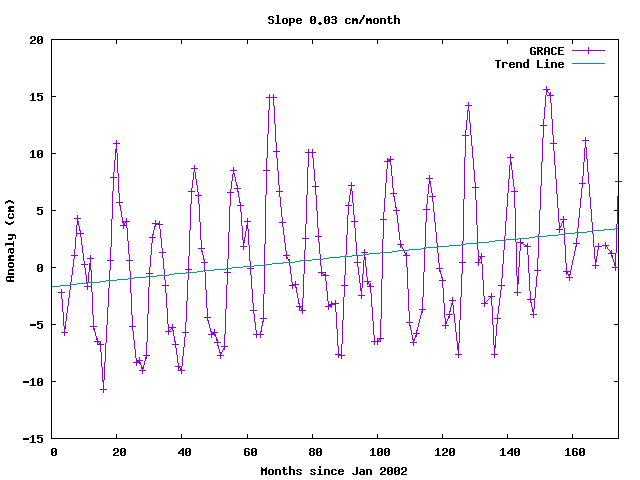 Slope 0.03 cm/month
GRACE
Trend Line
20
15
10
5
0
-5
-10
-15
Anomaly (cm)
0 20 40 60 80 100 120 140 160
Months since Jan 2002